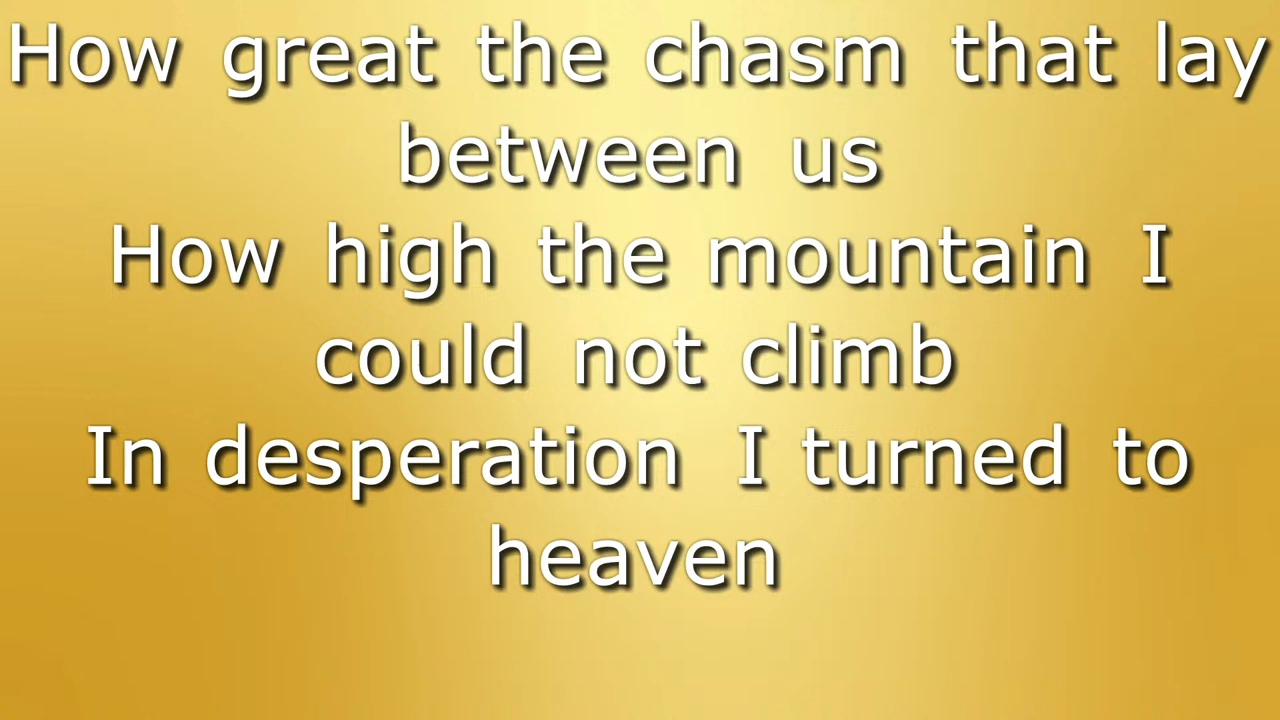 How great the chasm that lay
between us
How high the mountain I
could not climb
In desperation I turned to
heaven